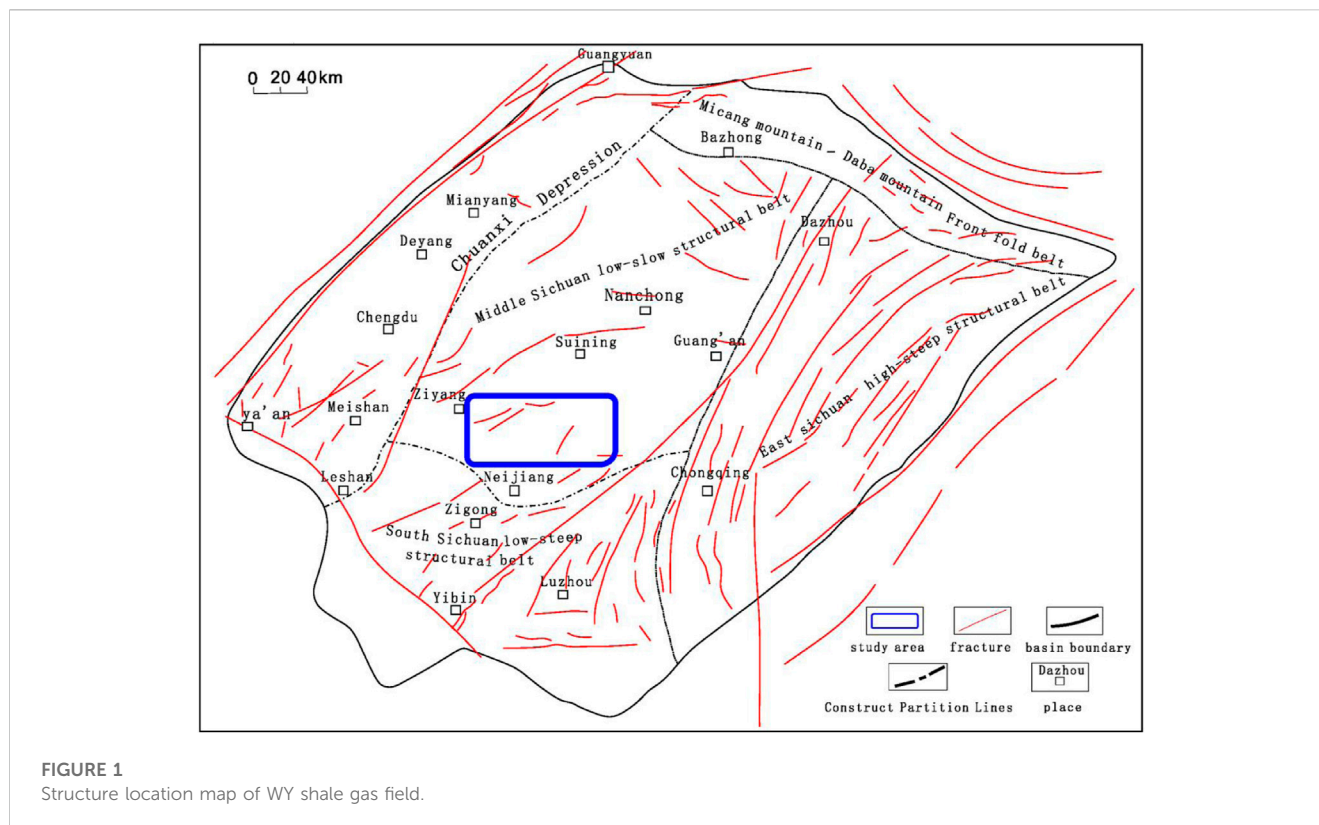 Guangyuan
0 20 40km
Micang mountain – Daba mountain Front fold belt
Bazhong
Chuanxi Depression
Mianyang
Dazhou
Deyang
Middle Sichuan low-slow structural belt
Nanchong
Chengdu
Suining
Guang'an
East sichuan high-steep structural belt
Ziyang
Meishan
ya'an
Leshan
Neijiang
Chongqing
Zigong
South Sichuan low-steep
structural belt
Luzhou
Yibin
study area
fracture
basin boundary
Dazhou
Construct Partition Lines
place
FIGURE 1
Structure location map of WY shale gas field.